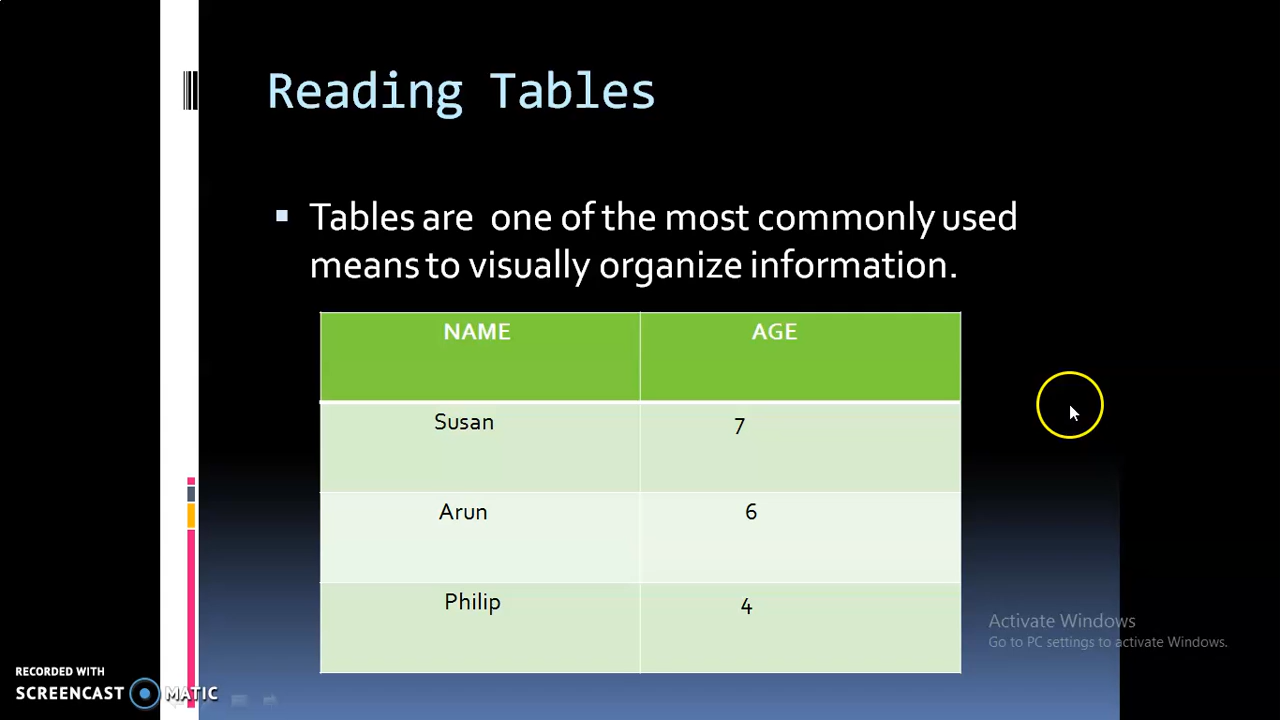 Reading Tables
Tables are one of the most commonly used
means to visually organize information.
NAME AGE
Susan 7
Arun 6
Philip 4
Activate Windows
Go to PC settings to activate Windows.
RECORDED WITH
SCREENCAST MATIC